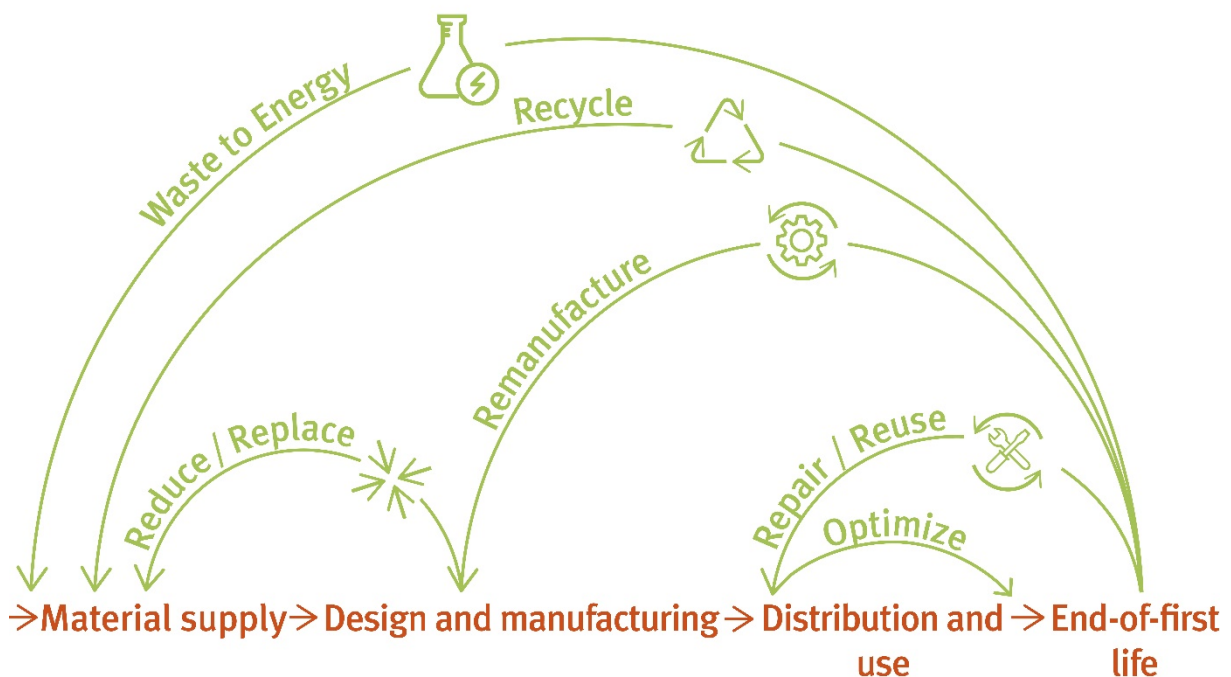 Waste to Energy
Recycle
Remanufacture
Reduce / Replace
Repair / Reuse
Optimize
→Material supply→Design and manufacturing→Distribution and use→End-of-first life